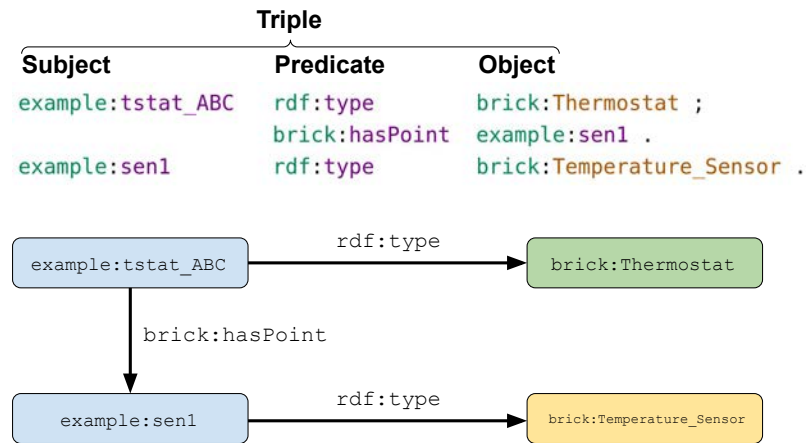 Triple
Subject Predicate Object
example:tstat_ABC rdf:type brick:Thermostat ;
brick:hasPoint example:sen1 .
example:sen1 rdf:type brick:Temperature_Sensor .
rdf:type
example:tstat_ABC brick:Thermostat
brick:hasPoint
rdf:type
example:sen1 brick:Temperature_Sensor